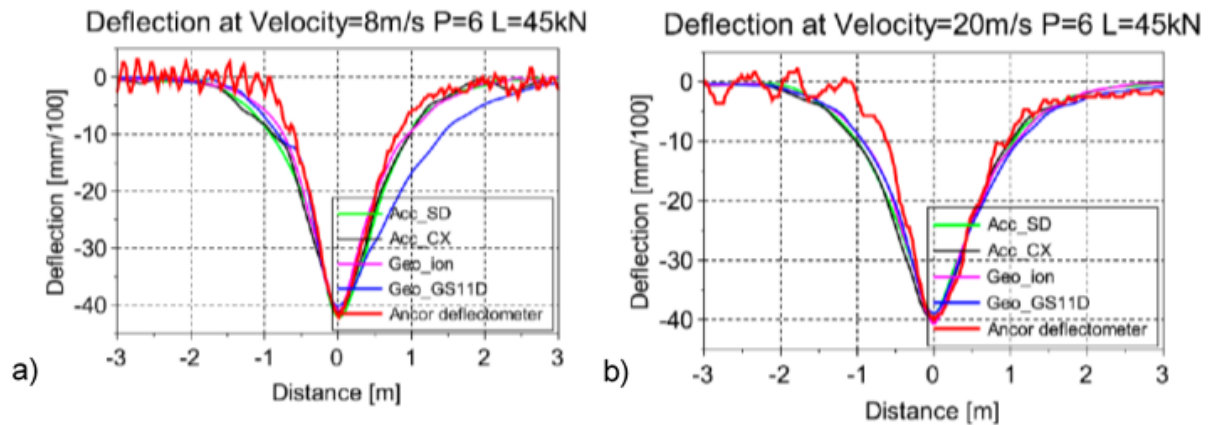 Deflection at Velocity=8m/s P=6 L=45kN
0
-10
-20
-30
-40
Deflection [mm/100]
Acc_SD
Acc_CX
Geo_ion
Geo_GS11D
Ancor deflectometer
-3 -2 -1 0 1 2 3
Distance [m]
a)
Deflection at Velocity=20m/s P=6 L=45kN
0
-10
-20
-30
-40
Deflection [mm/100]
Acc_SD
Acc_CX
Geo_ion
Geo_GS11D
Ancor deflectometer
-3 -2 -1 0 1 2 3
Distance [m]
b)